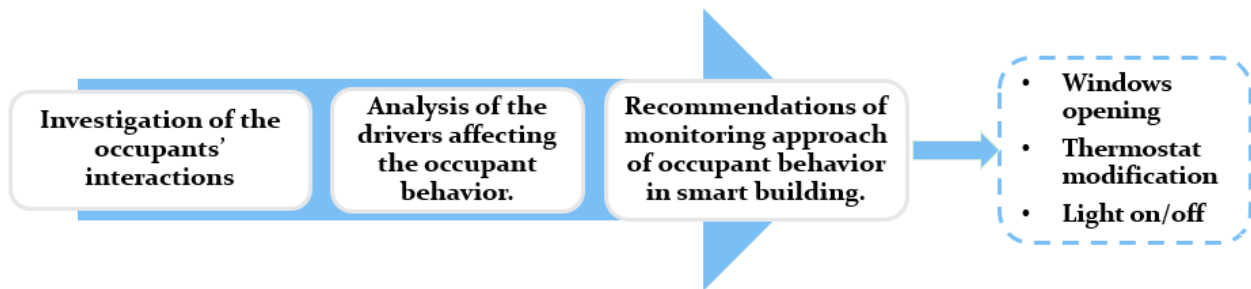 Investigation of the
occupants'
interactions
Analysis of the
drivers affecting
the occupant
behavior.
Recommendations of
monitoring approach
of occupant behavior
in smart building.
• Windows
opening
• Thermostat
modification
• Light on/off